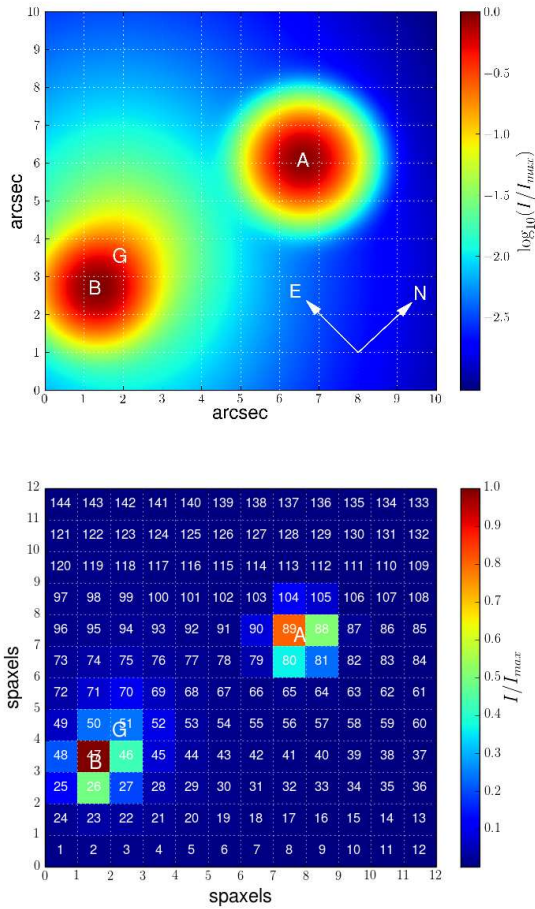 10
9
8
7
6
5
4
3
2
1
0
arcsec
A
G
B
E
N
0 1 2 3 4 5 6 7 8 9 10
arcsec
0.0
−0.5
−1.0
−1.5
−2.0
−2.5
log10(I/Imax)
12
11
10
9
8
7
6
5
4
3
2
1
0
spaxels
144 143 142 141 140 139 138 137 136 135 134 133
121 122 123 124 125 126 127 128 129 130 131 132
120 119 118 117 116 115 114 113 112 111 110 109
97 98 99 100 101 102 103 104 105 106 107 108
96 95 94 93 92 91 90 89 88 87 86 85
A
73 74 75 76 77 78 79 80 81 82 83 84
72 71 70 69 68 67 66 65 64 63 62 61
49 50 51 52 53 54 55 56 57 58 59 60
G
48 47 46 45 44 43 42 41 40 39 38 37
B
25 26 27 28 29 30 31 32 33 34 35 36
24 23 22 21 20 19 18 17 16 15 14 13
1 2 3 4 5 6 7 8 9 10 11 12
0 1 2 3 4 5 6 7 8 9 10 11 12
spaxels
1.0
0.9
0.8
0.7
0.6
0.5
0.4
0.3
0.2
0.1
I/Imax